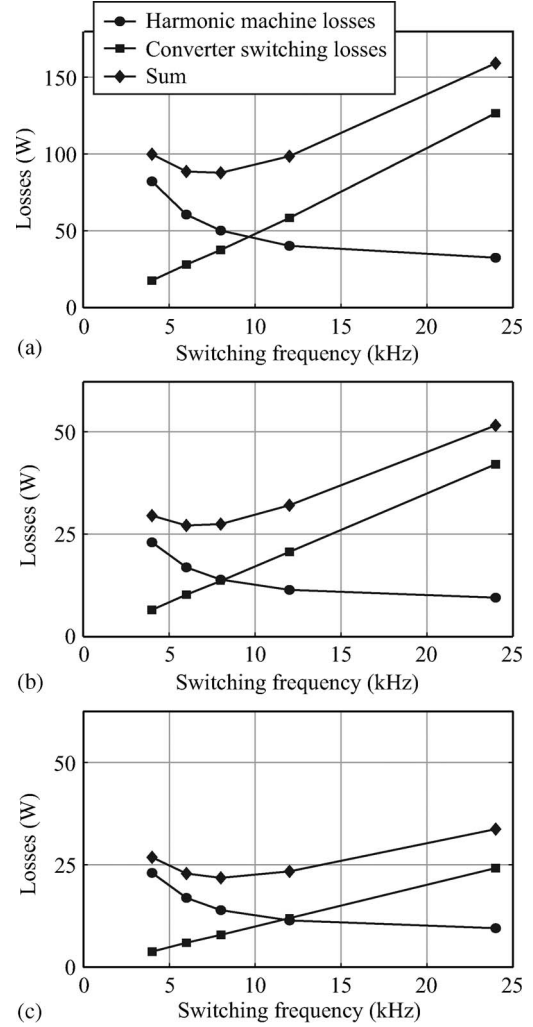 Harmonic machine losses
Converter switching losses
Sum
150
100
50
0
Losses (W)
0 5 10 15 20 25
(a) Switching frequency (kHz)
50
25
0
Losses (W)
0 5 10 15 20 25
(b) Switching frequency (kHz)
50
25
0
Losses (W)
0 5 10 15 20 25
(c) Switching frequency (kHz)